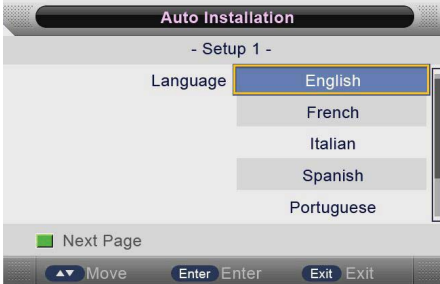 Auto Installation
- Setup 1 -
Language English
French
Italian
Spanish
Portuguese
Next Page
Move Enter Enter Exit Exit